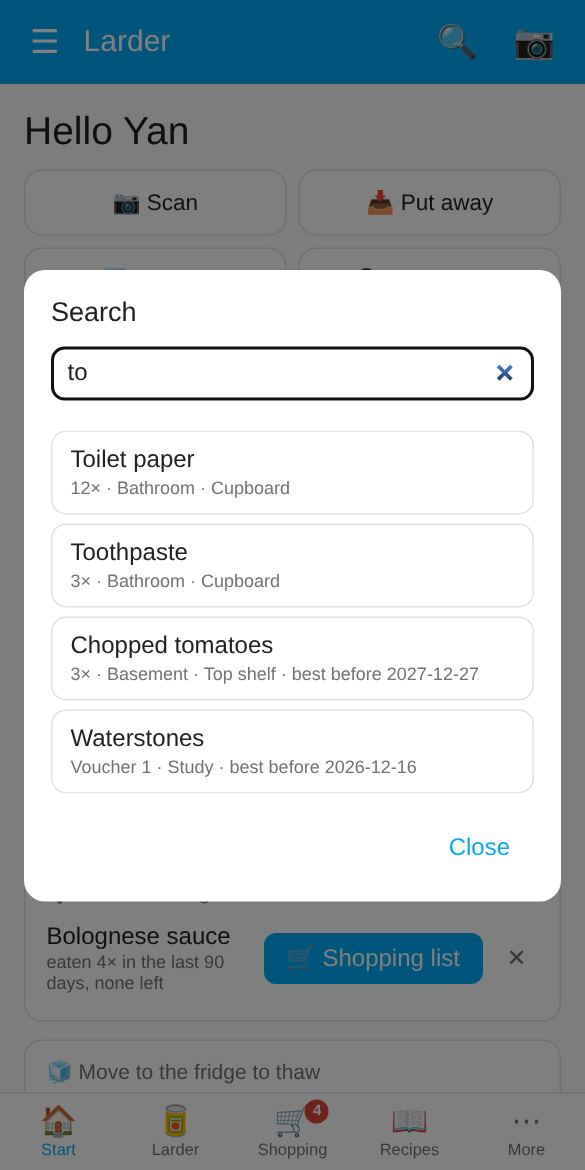 Larder
Hello Yan
Scan
Put away
Search
to
Toilet paper
12× · Bathroom · Cupboard
Toothpaste
3× · Bathroom · Cupboard
Chopped tomatoes
3× · Basement · Top shelf · best before 2027-12-27
Waterstones
Voucher 1 · Study · best before 2026-12-16
Close
Bolognese sauce
eaten 4× in the last 90
days, none left
Shopping list
Move to the fridge to thaw
4
Start
Larder
Shopping
Recipes
More